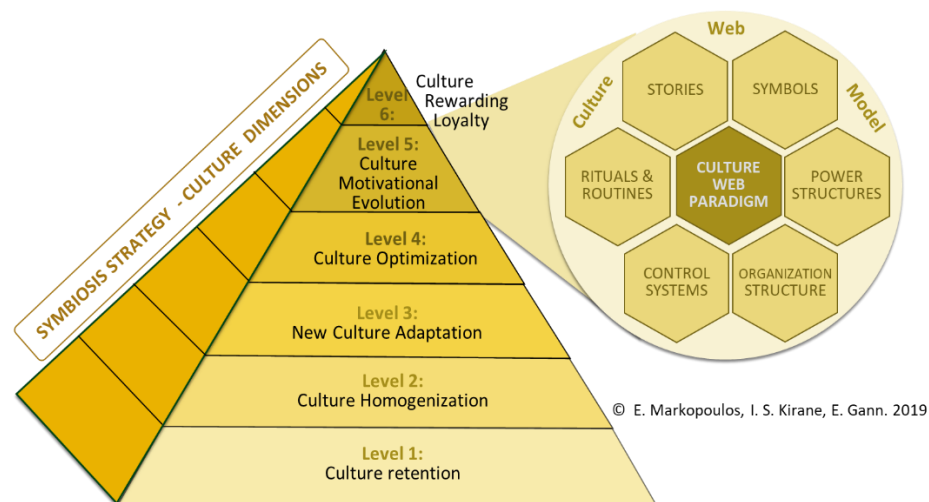 SYMBIOSIS STRATEGY - CULTURE DIMENSIONS
Level
6:
Culture
Rewarding
Loyalty
Level 5:
Culture
Motivational
Evolution
Level 4:
Culture Optimization
Level 3:
New Culture Adaptation
Level 2:
Culture Homogenization
Level 1:
Culture retention
Culture
Web
Model
STORIES
SYMBOLS
RITUALS &
ROUTINES
CULTURE
WEB
PARADIGM
POWER
STRUCTURES
CONTROL
SYSTEMS
ORGANIZATION
STRUCTURE
© E. Markopoulos, I. S. Kirane, E. Gann. 2019